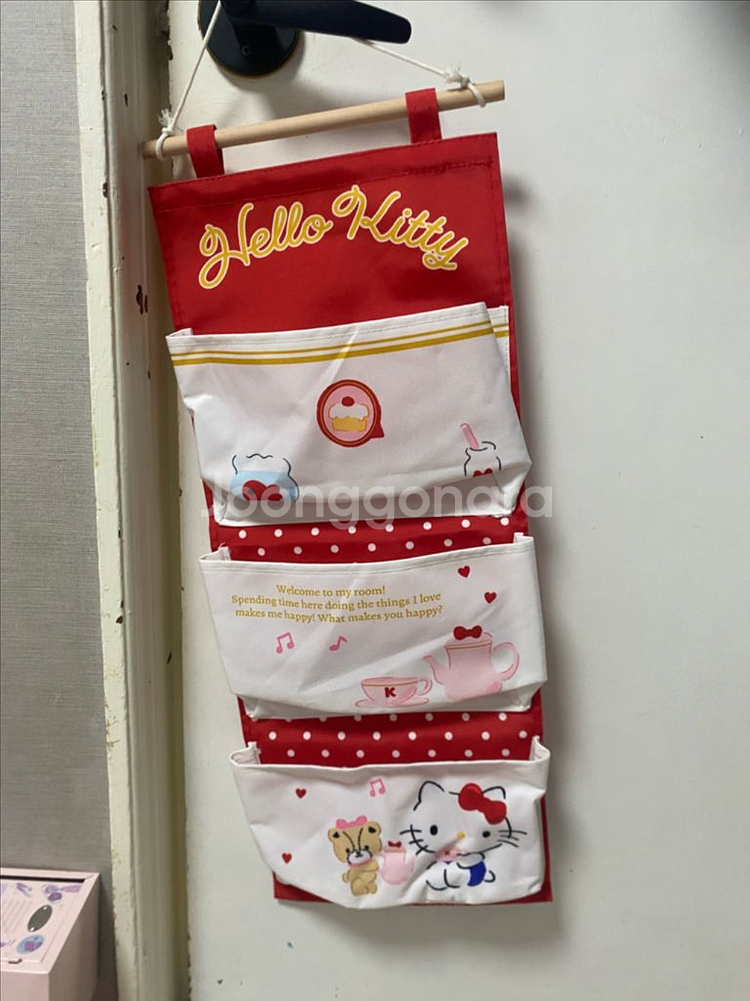 Hello Kitty
Joonggonara
Welcome to my room!
Spending time here doing the things I love
makes me happy! What makes you happy?
K